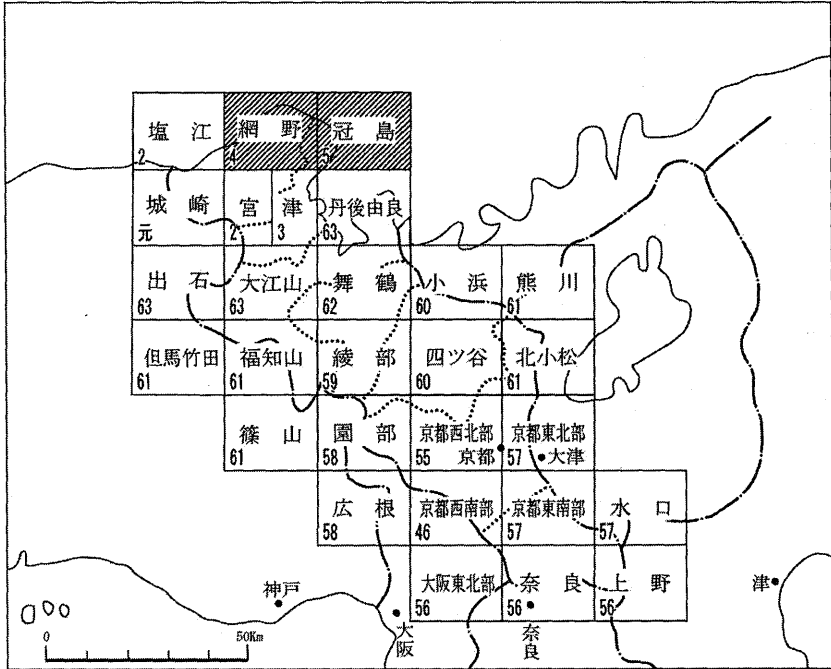 塩江 網野 冠島
2 4 5
城崎 宮津 丹後由良
元 2 3 63
出石 大江山 舞鶴 小浜 熊川
63 63 62 60 61
但馬竹田 福知山 綾部 四ツ谷 北小松
61 61 59 60 61
篠山 園部 京都西北部 京都東北部
61 58 55 京都 57 大津
広根 京都西南部 京都東南部 水口
58 46 57 57
大阪東北部 奈良 上野
56 56 56
神戸 大阪 奈良 津
0 50Km